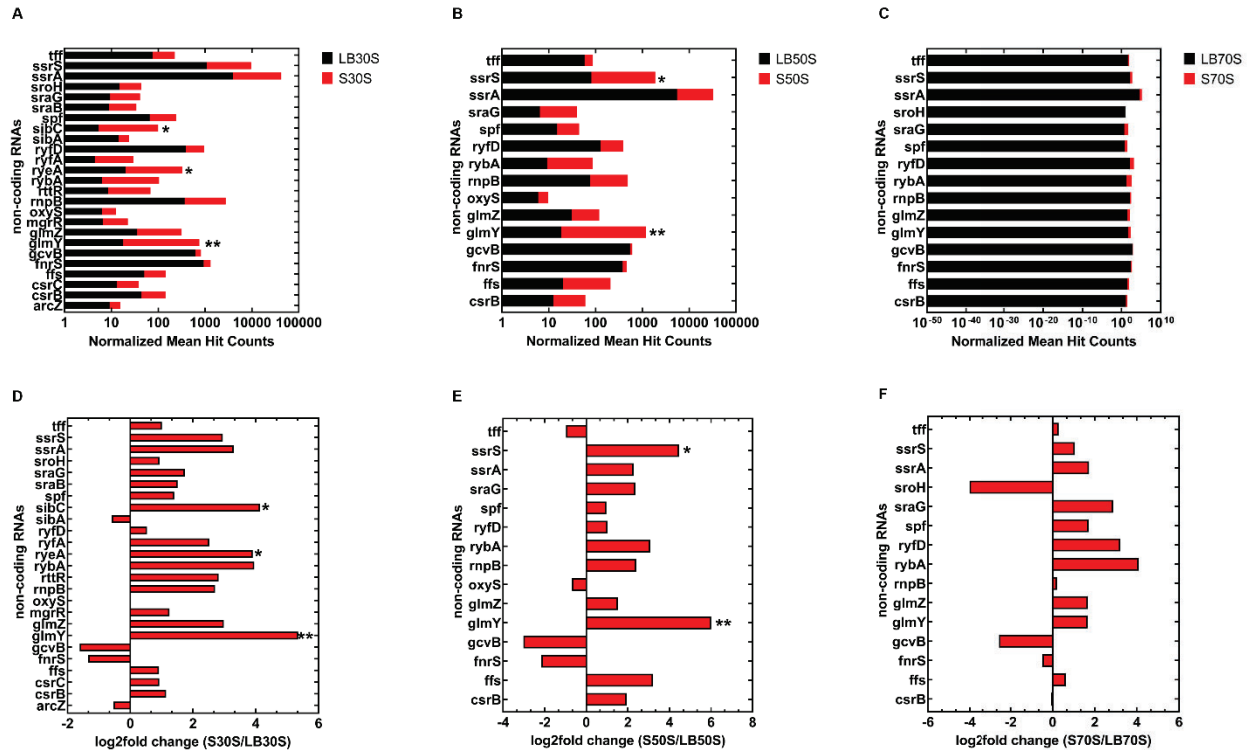 A
non-coding RNAs
tff
ssrS
ssrA
sroH
sraG
sraB
spf
sibC
*
sibA
ryfD
ryfA
ryeA
*
rybA
rttR
rnpB
oxyS
mgrR
glmZ
glmY
**
gcvB
fnrS
ffs
csrC
csrB
arcZ
1 10 100 1000 10000 100000
Normalized Mean Hit Counts
LB30S
S30S
B
non-coding RNAs
tff
ssrS
*
ssrA
sraG
spf
ryfD
rybA
rnpB
oxyS
glmZ
glmY
**
gcvB
fnrS
ffs
csrB
1 10 100 1000 10000 100000
Normalized Mean Hit Counts
LB50S
S50S
C
non-coding RNAs
tff
ssrS
ssrA
sroH
sraG
spf
ryfD
rybA
rnpB
glmZ
glmY
gcvB
fnrS
ffs
csrB
10-50 10-40 10-30 10-20 10-10 100 1010
Normalized Mean Hit Counts
LB70S
S70S
D
non-coding RNAs
tff
ssrS
ssrA
sroH
sraG
sraB
spf
sibC
*
sibA
ryfD
ryfA
ryeA
*
rybA
rttR
rnpB
oxyS
mgrR
glmZ
glmY
**
gcvB
fnrS
ffs
csrC
csrB
arcZ
-2 0 2 4 6
log2fold change (S30S/LB30S)
E
non-coding RNAs
tff
ssrS
*
ssrA
sraG
spf
ryfD
rybA
rnpB
oxyS
glmZ
glmY
**
gcvB
fnrS
ffs
csrB
-4 -2 0 2 4 6 8
log2fold change (S50S/LB50S)
F
non-coding RNAs
tff
ssrS
ssrA
sroH
sraG
spf
ryfD
rybA
rnpB
glmZ
glmY
gcvB
fnrS
ffs
csrB
-6 -4 -2 0 2 4 6
log2fold change (S70S/LB70S)